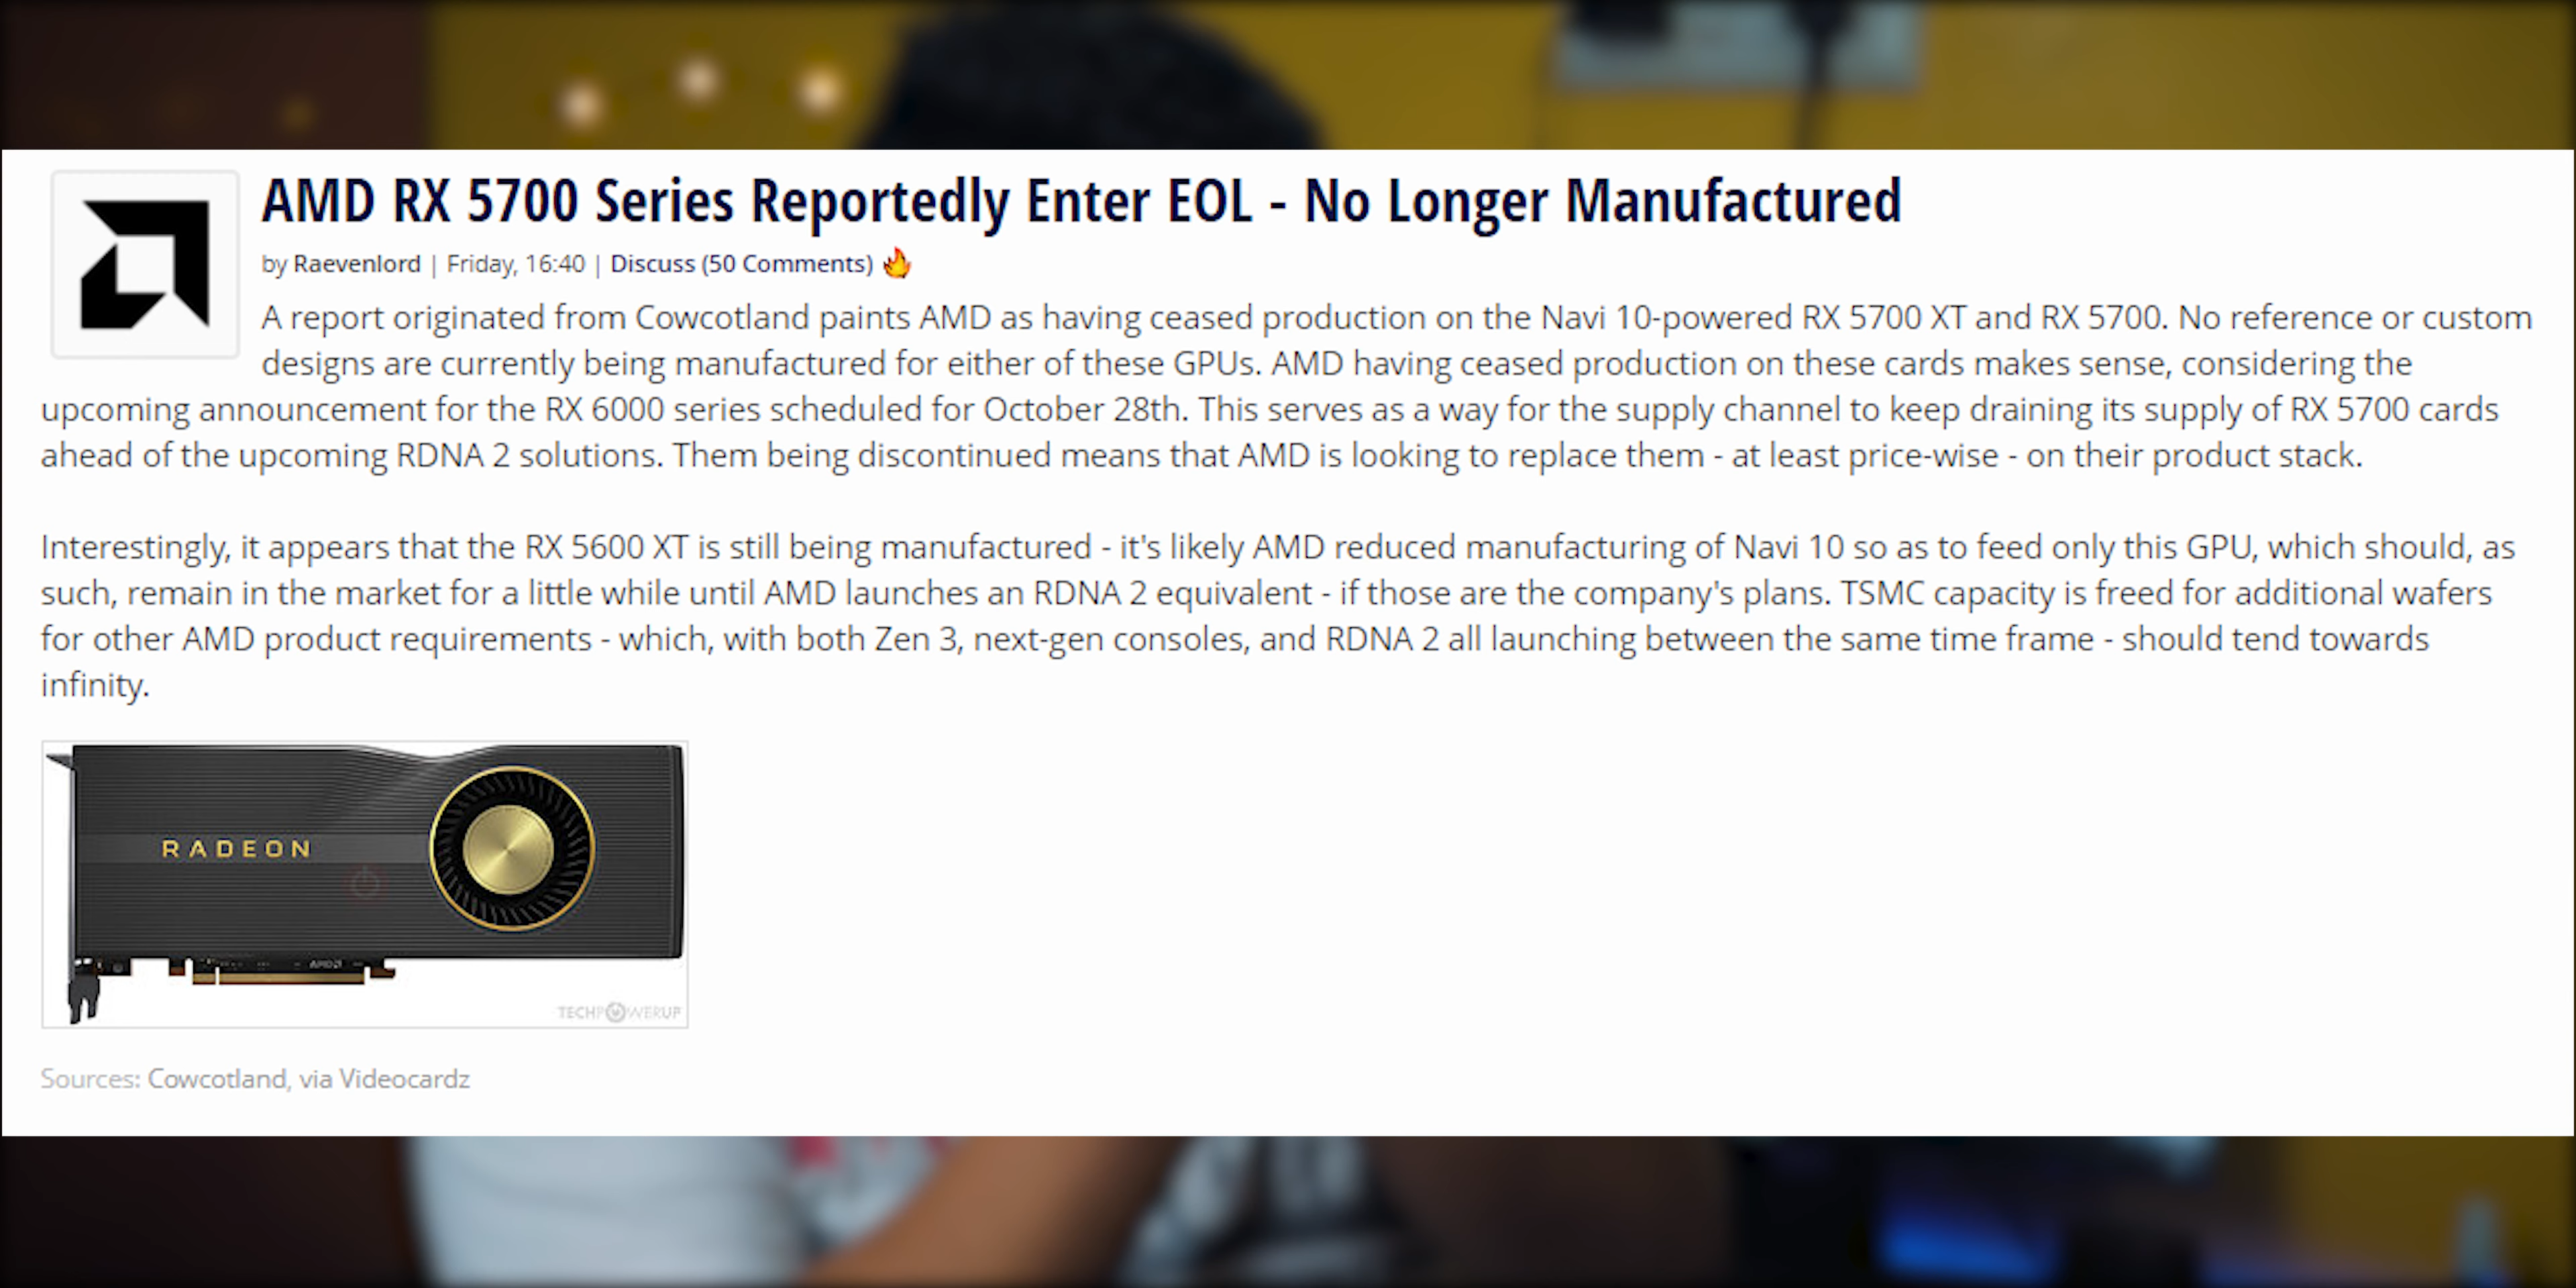 AMD RX 5700 Series Reportedly Enter EOL - No Longer Manufactured
by Raevenlord | Friday, 16:40 | Discuss (50 Comments) 🔥
A report originated from Cowcotland paints AMD as having ceased production on the Navi 10-powered RX 5700 XT and RX 5700. No reference or custom
designs are currently being manufactured for either of these GPUs. AMD having ceased production on these cards makes sense, considering the
upcoming announcement for the RX 6000 series scheduled for October 28th. This serves as a way for the supply channel to keep draining its supply of RX 5700 cards
ahead of the upcoming RDNA 2 solutions. Them being discontinued means that AMD is looking to replace them - at least price-wise - on their product stack.
Interestingly, it appears that the RX 5600 XT is still being manufactured - it's likely AMD reduced manufacturing of Navi 10 so as to feed only this GPU, which should, as
such, remain in the market for a little while until AMD launches an RDNA 2 equivalent - if those are the company's plans. TSMC capacity is freed for additional wafers
for other AMD product requirements - which, with both Zen 3, next-gen consoles, and RDNA 2 all launching between the same time frame - should tend towards
infinity.
RADEON
AMD
TECHPOWERUP
Sources: Cowcotland, via Videocardz